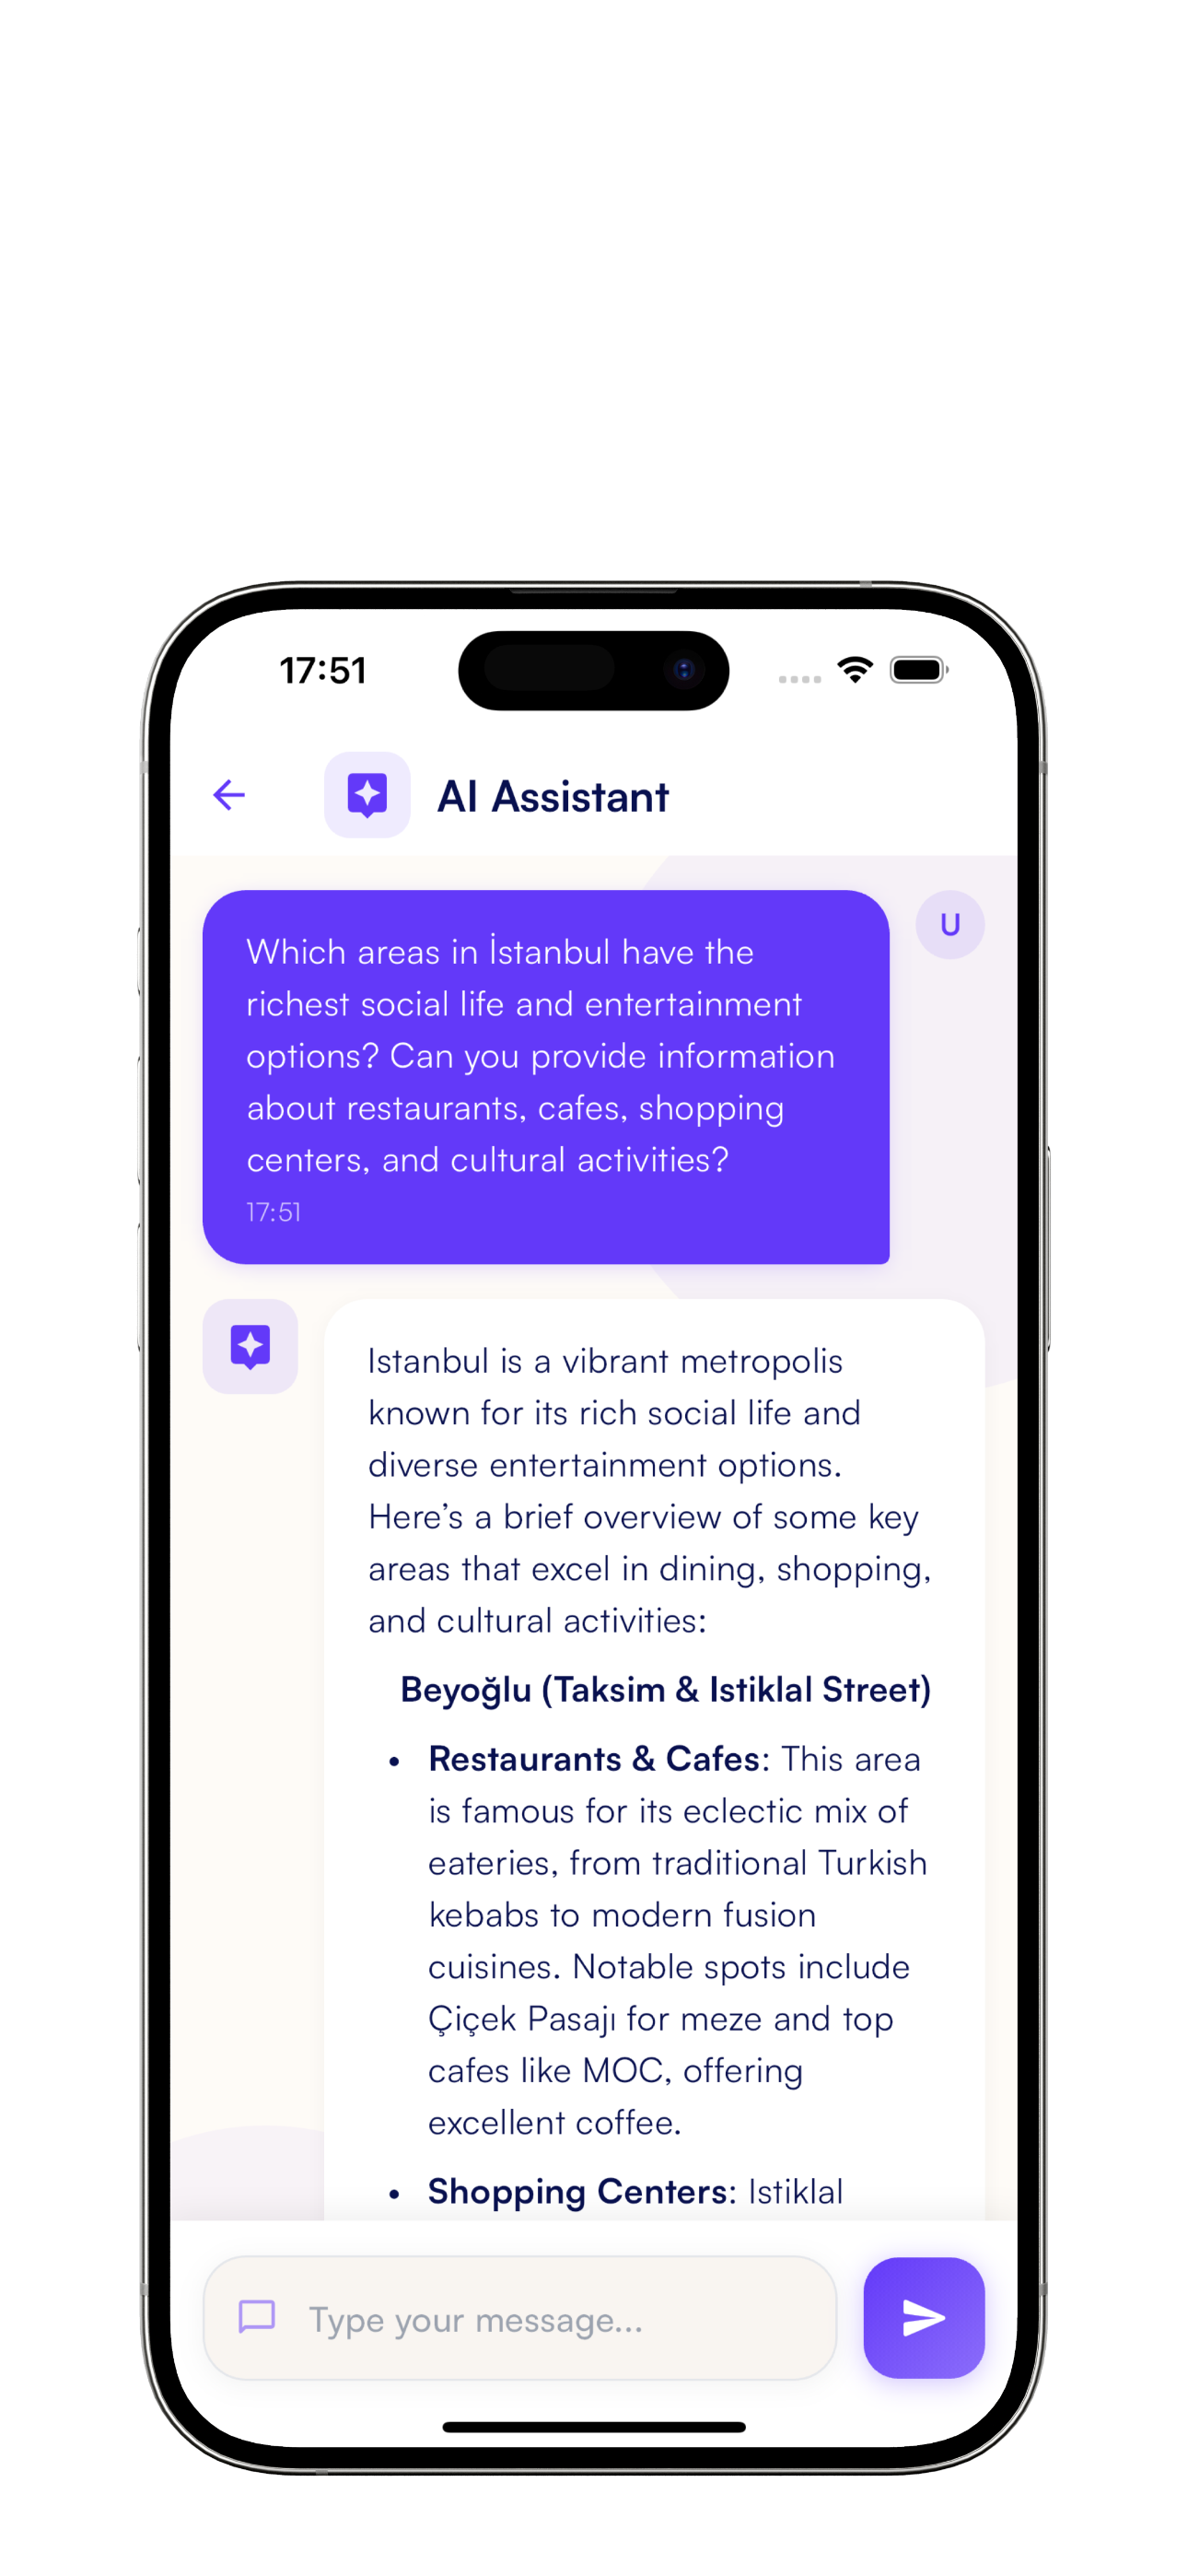 17:51
AI Assistant
U
Which areas in İstanbul have the
richest social life and entertainment
options? Can you provide information
about restaurants, cafes, shopping
centers, and cultural activities?
17:51
Istanbul is a vibrant metropolis
known for its rich social life and
diverse entertainment options.
Here’s a brief overview of some key
areas that excel in dining, shopping,
and cultural activities:
Beyoğlu (Taksim & Istiklal Street)
• Restaurants & Cafes: This area
is famous for its eclectic mix of
eateries, from traditional Turkish
kebabs to modern fusion
cuisines. Notable spots include
Çiçek Pasajı for meze and top
cafes like MOC, offering
excellent coffee.
• Shopping Centers: Istiklal
Type your message...